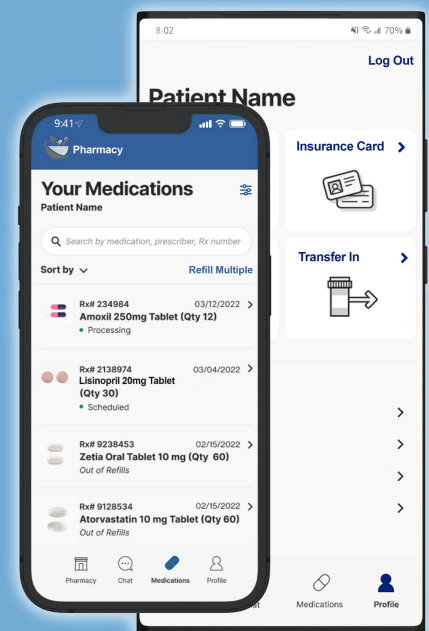 8:02
70%
Log Out
Patient Name
Insurance Card
Transfer In
Medications
Profile
9:41
Pharmacy
Your Medications
Patient Name
Search by medication, prescriber, Rx number
Sort by
Refill Multiple
Rx# 234984 03/12/2022
Amoxil 250mg Tablet (Qty 12)
• Processing
Rx# 2138974 03/04/2022
Lisinopril 20mg Tablet
(Qty 30)
• Scheduled
Rx# 9238453 02/15/2022
Zetia Oral Tablet 10 mg (Qty 60)
Out of Refills
Rx# 9128534 02/15/2022
Atorvastatin 10 mg Tablet (Qty 60)
Out of Refills
Pharmacy Chat Medications Profile